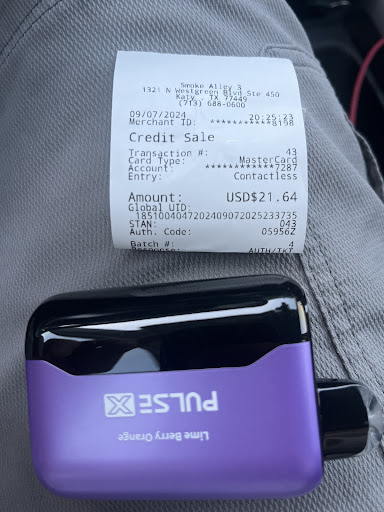 Smoke Alley 3
1321 N Westgreen Blvd Ste 450
Katy, TX 77449
(713) 688-0600
09/07/2024 20:25:23
Merchant ID: ************8198
Credit Sale
Transaction #: 43
Card Type: MasterCard
Account: ************7287
Entry: Contactless
Amount: USD$21.64
Global UID:
1851004047202409072025233735
STAN: 043
Auth. Code: 05956Z
Batch #: 4
Response: AUTH/TKT
PULSE X
Lime Berry Orange